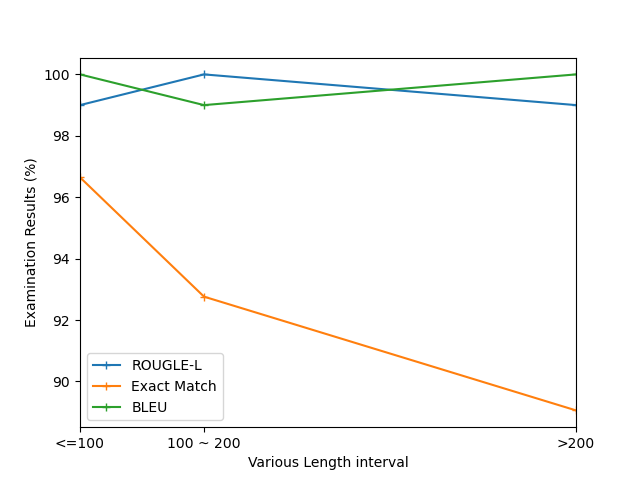 100
98
96
94
92
90
Examination Results (%)
ROUGLE-L
Exact Match
BLEU
<=100
100 ~ 200
>200
Various Length interval